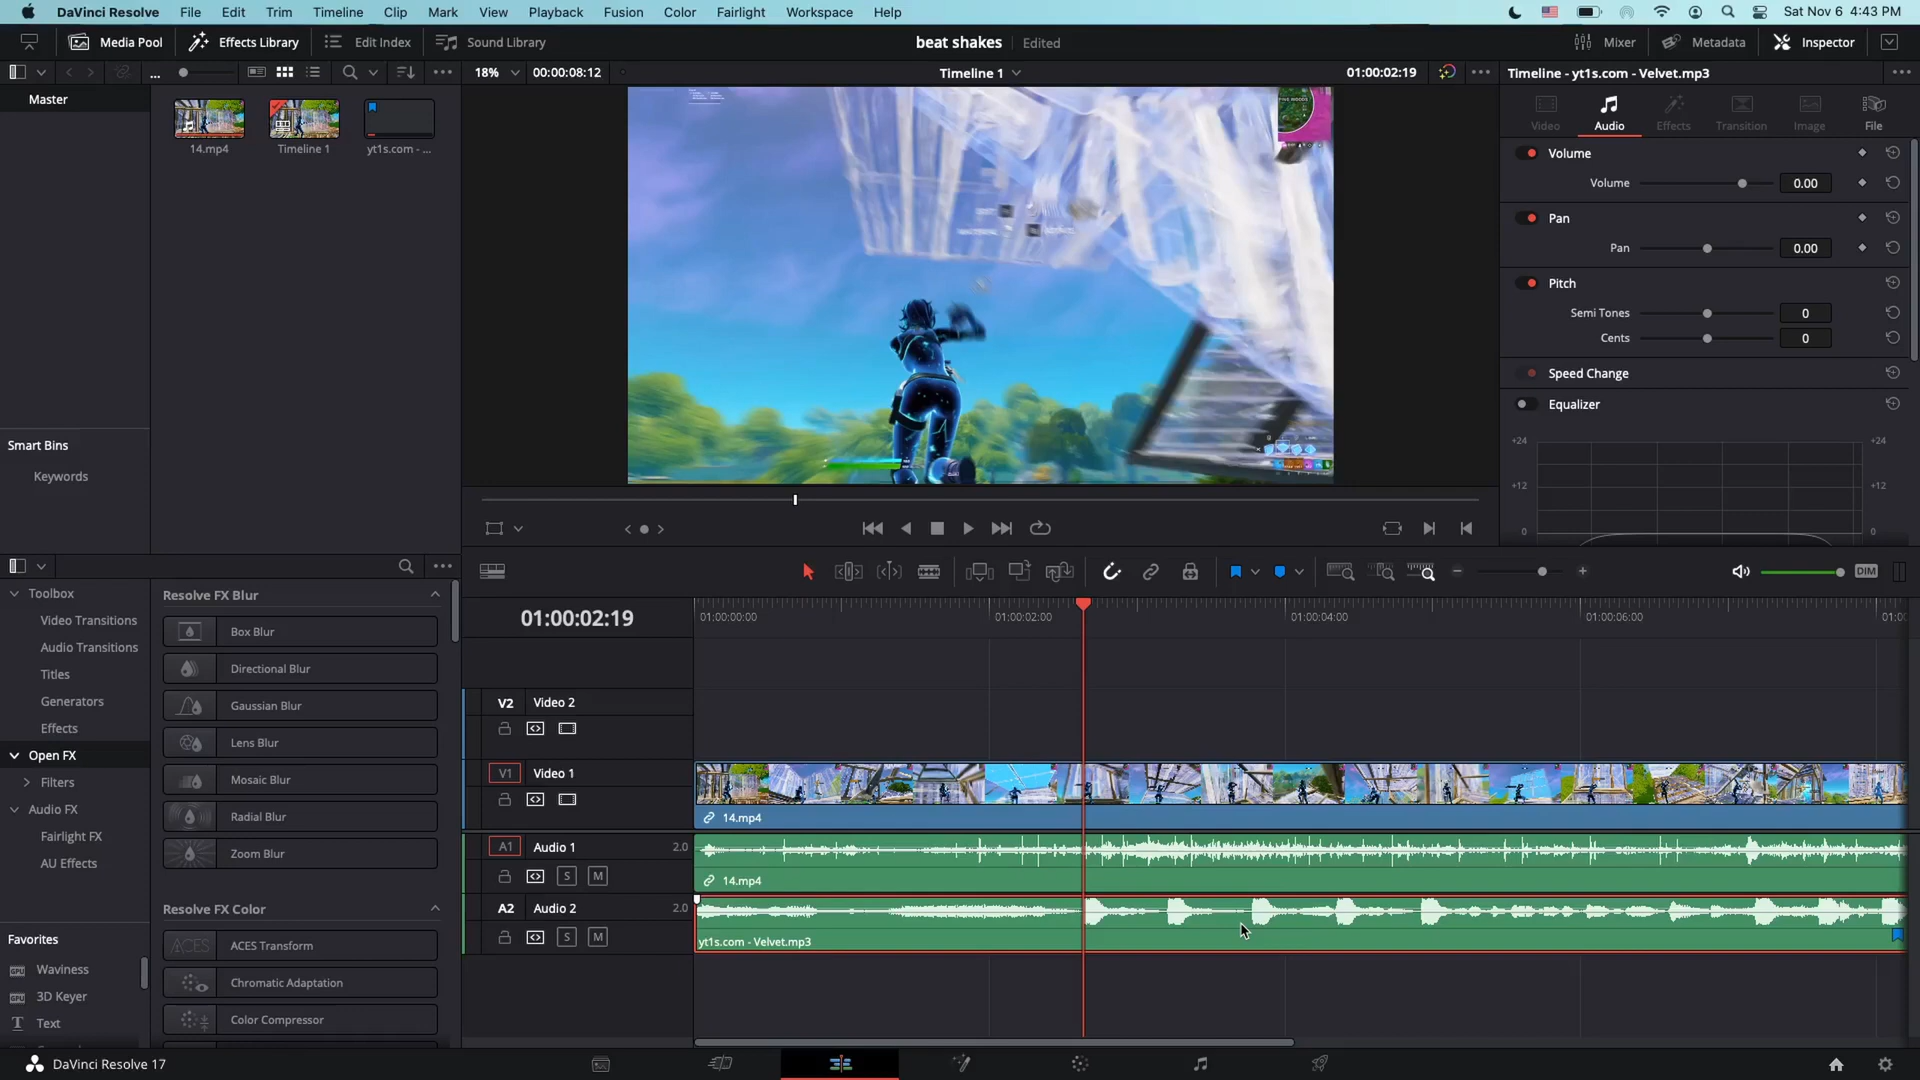 DaVinci Resolve File Edit Trim Timeline Clip Mark View Playback Fusion Color Fairlight Workspace Help Sat Nov 6 4:43 PM
Media Pool Effects Library Edit Index Sound Library beat shakes Edited Mixer Metadata Inspector
... 18% 00:00:08:12 Timeline 1 01:00:02:19 Timeline - yt1s.com - Velvet.mp3
Master
14.mp4 Timeline 1 yt1s.com - ...
Video Audio Effects Transition Image File
Volume
Volume 0.00
Pan
Pan 0.00
Pitch
Semi Tones 0
Cents 0
Speed Change
Equalizer
+24 +24
+12 +12
0 0
Smart Bins
Keywords
DIM
Toolbox
Video Transitions
Audio Transitions
Titles
Generators
Effects
Open FX
Filters
Audio FX
Fairlight FX
AU Effects
Favorites
Waviness
3D Keyer
T Text
Resolve FX Blur
Box Blur
Directional Blur
Gaussian Blur
Lens Blur
Mosaic Blur
Radial Blur
Zoom Blur
Resolve FX Color
ACES Transform
Chromatic Adaptation
Color Compressor
01:00:02:19 01:00:00:00 01:00:02:00 01:00:04:00 01:00:06:00 01:00
V2 Video 2
V1 Video 1
14.mp4
A1 Audio 1 2.0
S M
14.mp4
A2 Audio 2 2.0
S M
yt1s.com - Velvet.mp3
DaVinci Resolve 17